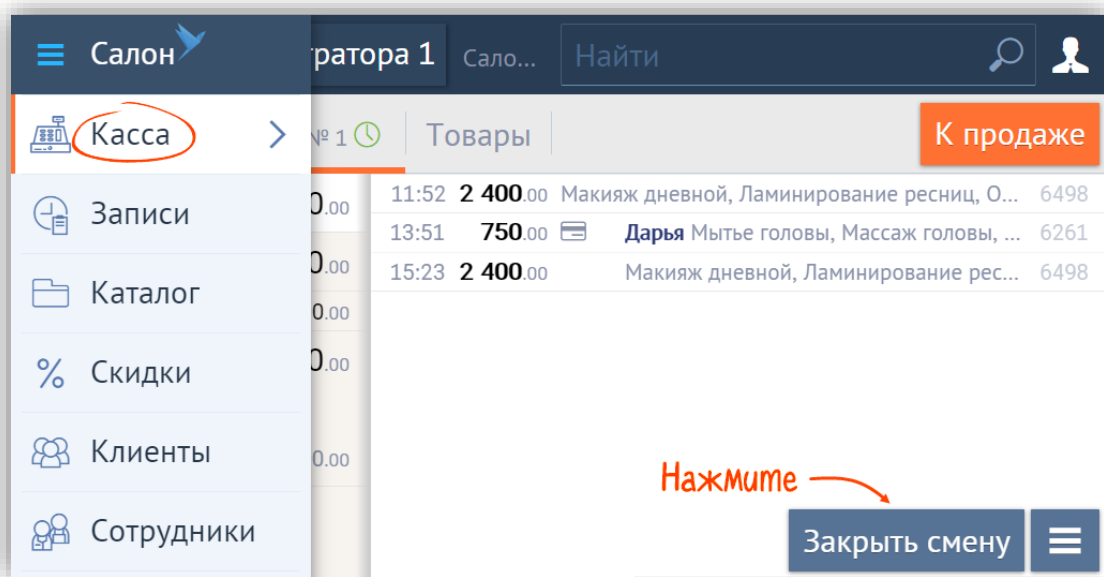 Салон
тратора 1 Сало... Найти
Касса
№ 1 Товары К продаже
0.00
11:52 2 400.00 Макияж дневной, Ламинирование ресниц, О... 6498
Записи
13:51 750.00 Дарья Мытье головы, Массаж головы, ... 6261
0.00
15:23 2 400.00 Макияж дневной, Ламинирование рес... 6498
Каталог
0.00
% Скидки
0.00
Клиенты
0.00
Нажмите
Сотрудники
Закрыть смену